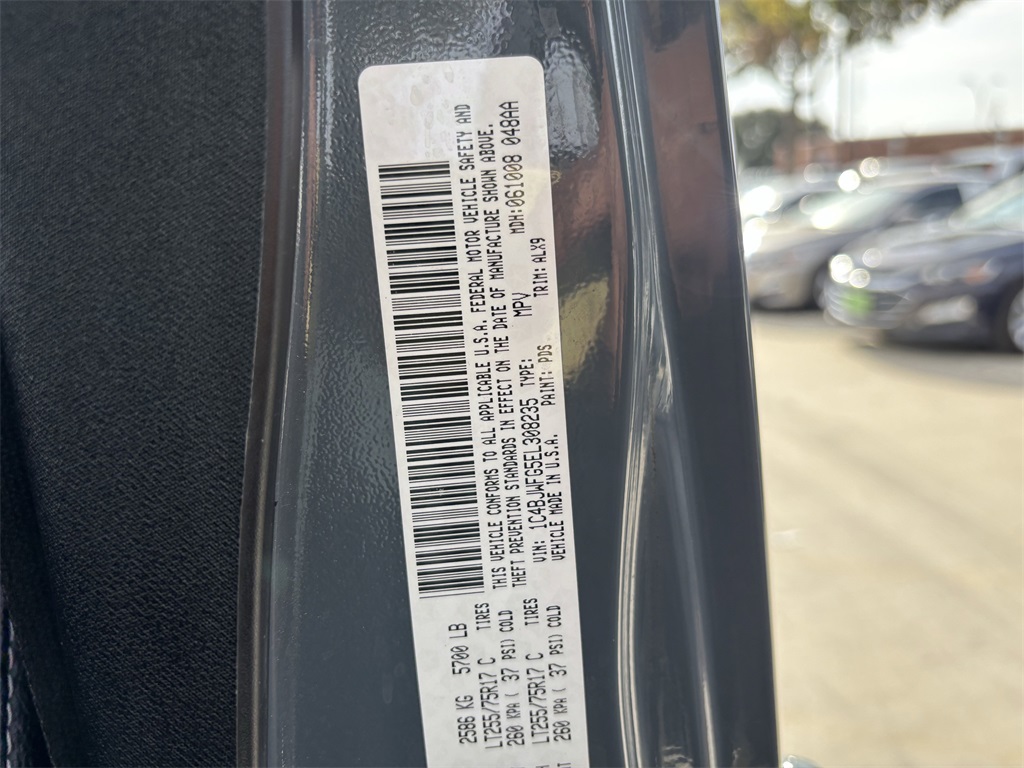 2586 KG 5700 LB
LT255/75R17 C TIRES
260 KPA ( 37 PSI) COLD
LT255/75R17 C TIRES
260 KPA ( 37 PSI) COLD
THIS VEHICLE CONFORMS TO ALL APPLICABLE U.S.A. FEDERAL MOTOR VEHICLE SAFETY AND
THEFT PREVENTION STANDARDS IN EFFECT ON THE DATE OF MANUFACTURE SHOWN ABOVE.
VIN: 1C4BJWFG5EL308235 TYPE: MPV MDH:061008 048AA
VEHICLE MADE IN U.S.A. PAINT: PDS TRIM: ALX9